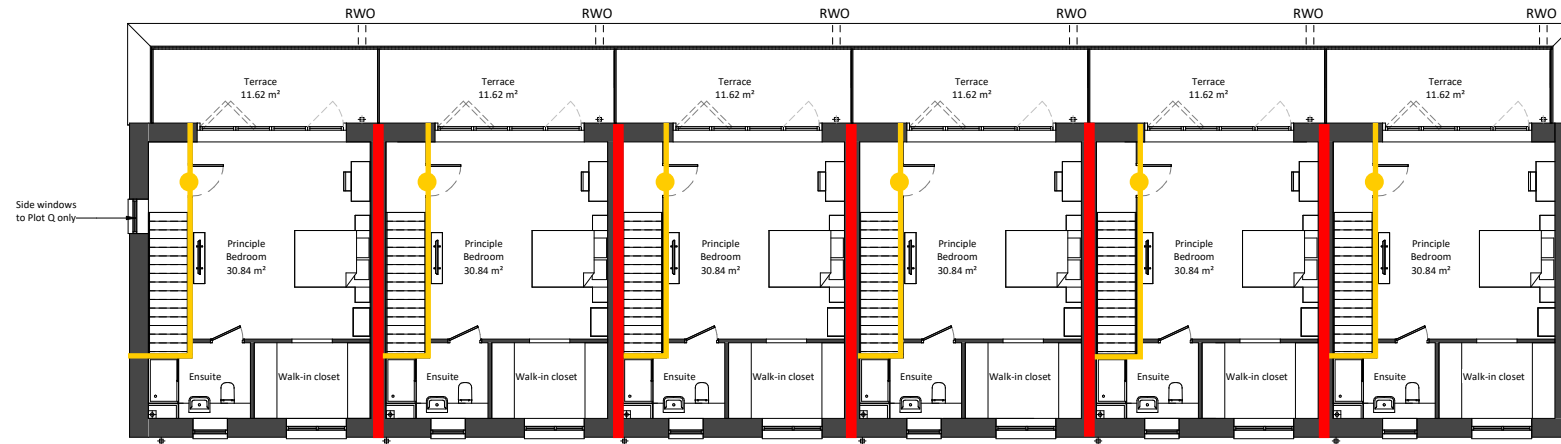 RWO RWO RWO RWO RWO RWO
Terrace Terrace Terrace Terrace Terrace Terrace
11.62 m² 11.62 m² 11.62 m² 11.62 m² 11.62 m² 11.62 m²
Side windows
to Plot Q only
Principle Principle Principle Principle Principle Principle
Bedroom Bedroom Bedroom Bedroom Bedroom Bedroom
30.84 m² 30.84 m² 30.84 m² 30.84 m² 30.84 m² 30.84 m²
Ensuite Walk-in closet Ensuite Walk-in closet Ensuite Walk-in closet Ensuite Walk-in closet Ensuite Walk-in closet Ensuite Walk-in closet